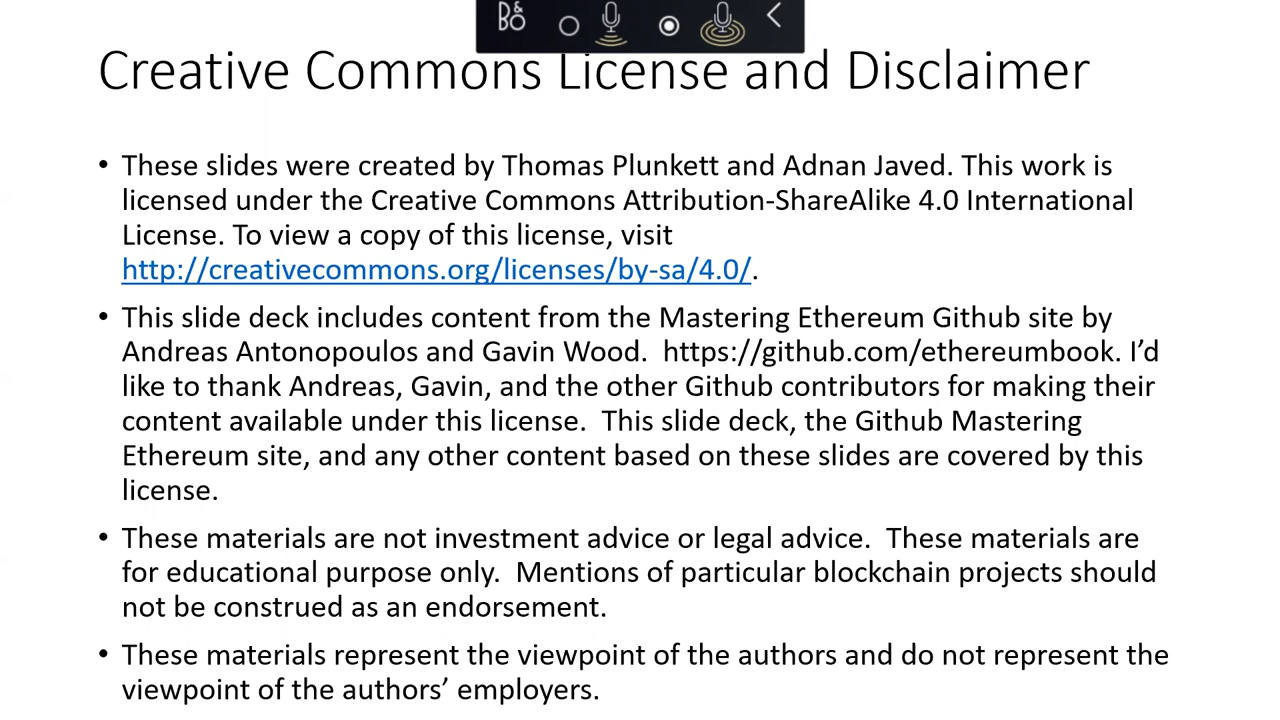 B&O
Creative Commons License and Disclaimer
• These slides were created by Thomas Plunkett and Adnan Javed. This work is
licensed under the Creative Commons Attribution-ShareAlike 4.0 International
License. To view a copy of this license, visit
http://creativecommons.org/licenses/by-sa/4.0/.
• This slide deck includes content from the Mastering Ethereum Github site by
Andreas Antonopoulos and Gavin Wood.  https://github.com/ethereumbook. I’d
like to thank Andreas, Gavin, and the other Github contributors for making their
content available under this license.  This slide deck, the Github Mastering
Ethereum site, and any other content based on these slides are covered by this
license.
• These materials are not investment advice or legal advice.  These materials are
for educational purpose only.  Mentions of particular blockchain projects should
not be construed as an endorsement.
• These materials represent the viewpoint of the authors and do not represent the
viewpoint of the authors’ employers.